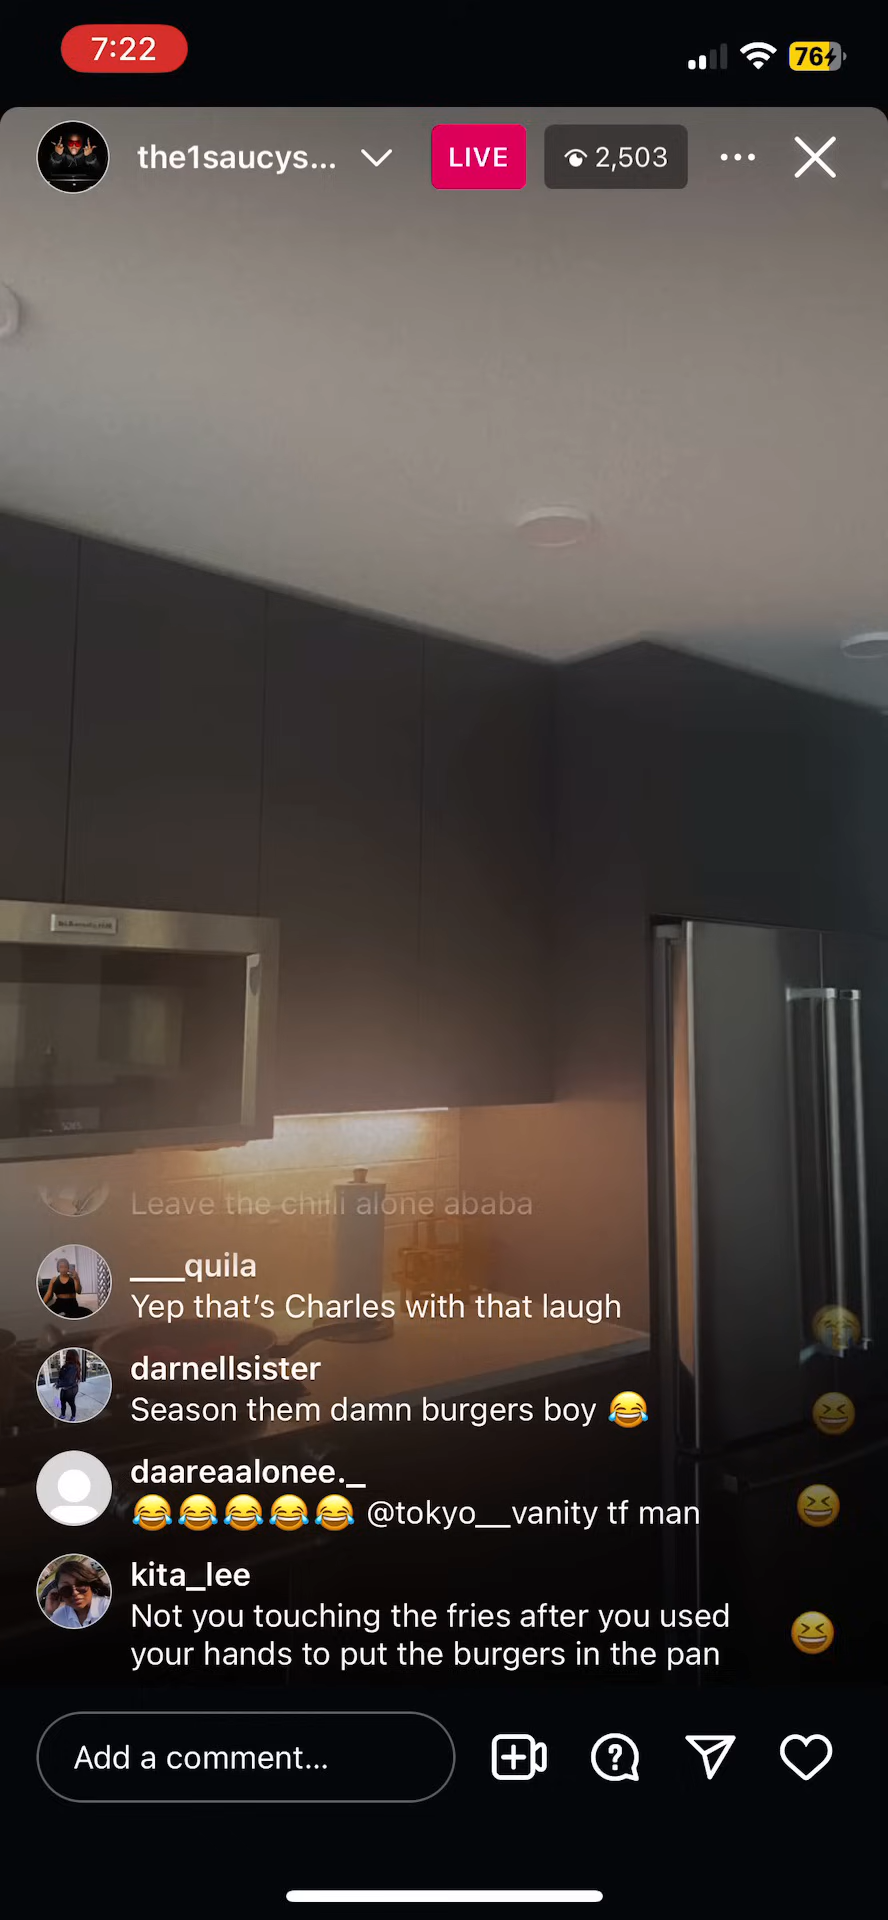 7:22
76
the1saucys...
LIVE
2,503
Leave the chilli alone ababa
___quila
Yep that's Charles with that laugh
darnellsister
Season them damn burgers boy 😂
daareaalonee._
😂😂😂😂😂 @tokyo__vanity tf man
kita_lee
Not you touching the fries after you used
your hands to put the burgers in the pan
Add a comment...